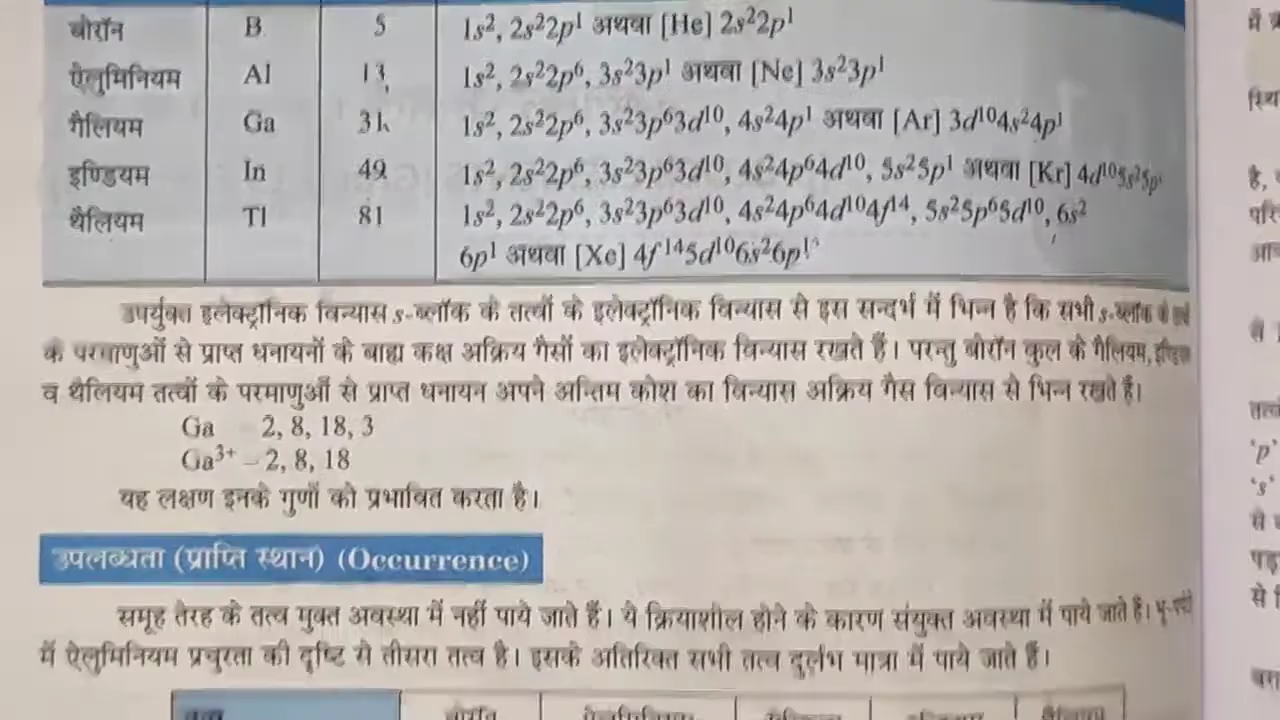 बोरॉन B 5 1s², 2s²2p¹ अथवा [He] 2s²2p¹
ऐलुमिनियम Al 13 1s², 2s²2p⁶, 3s²3p¹ अथवा [Ne] 3s²3p¹
गैलियम Ga 31 1s², 2s²2p⁶, 3s²3p⁶3d¹⁰, 4s²4p¹ अथवा [Ar] 3d¹⁰4s²4p¹
इण्डियम In 49 1s², 2s²2p⁶, 3s²3p⁶3d¹⁰, 4s²4p⁶4d¹⁰, 5s²5p¹ अथवा [Kr] 4d¹⁰5s²5p¹
थैलियम Tl 81 1s², 2s²2p⁶, 3s²3p⁶3d¹⁰, 4s²4p⁶4d¹⁰4f¹⁴, 5s²5p⁶5d¹⁰, 6s²
6p¹ अथवा [Xe] 4f¹⁴5d¹⁰6s²6p¹
उपर्युक्त इलेक्ट्रॉनिक विन्यास s-ब्लॉक के तत्वों के इलेक्ट्रॉनिक विन्यास से इस सन्दर्भ में भिन्न है कि सभी s-ब्लॉक के
के परमाणुओं से प्राप्त धनायनों के बाह्य कक्ष अक्रिय गैसों का इलेक्ट्रॉनिक विन्यास रखते हैं। परन्तु बोरॉन कुल के गैलियम,
व थैलियम तत्वों के परमाणुओं से प्राप्त धनायन अपने अन्तिम कोश का विन्यास अक्रिय गैस विन्यास से भिन्न रखते हैं।
Ga 2, 8, 18, 3
Ga³⁺ – 2, 8, 18
यह लक्षण इनके गुणों को प्रभावित करता है।
उपलब्धता (प्राप्ति स्थान) (Occurrence)
समूह तेरह के तत्व मुक्त अवस्था में नहीं पाये जाते हैं। ये क्रियाशील होने के कारण संयुक्त अवस्था में पाये जाते हैं।
में ऐलुमिनियम प्रचुरता की दृष्टि से तीसरा तत्व है। इसके अतिरिक्त सभी तत्व दुर्लभ मात्रा में पाये जाते हैं।